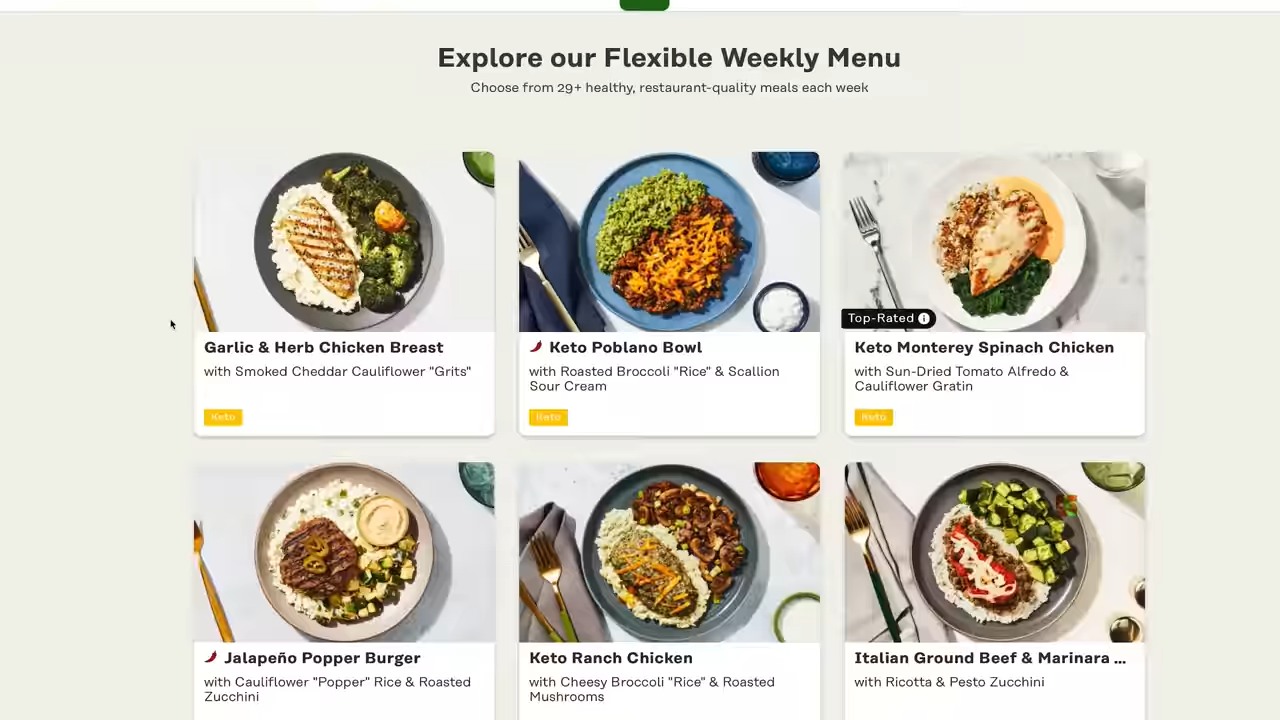 Explore our Flexible Weekly Menu
Choose from 29+ healthy, restaurant-quality meals each week
Garlic & Herb Chicken Breast
with Smoked Cheddar Cauliflower "Grits"
Keto
Keto Poblano Bowl
with Roasted Broccoli "Rice" & Scallion
Sour Cream
Keto
Top-Rated i
Keto Monterey Spinach Chicken
with Sun-Dried Tomato Alfredo &
Cauliflower Gratin
Keto
Jalapeño Popper Burger
with Cauliflower "Popper" Rice & Roasted
Zucchini
Keto Ranch Chicken
with Cheesy Broccoli "Rice" & Roasted
Mushrooms
Italian Ground Beef & Marinara ...
with Ricotta & Pesto Zucchini